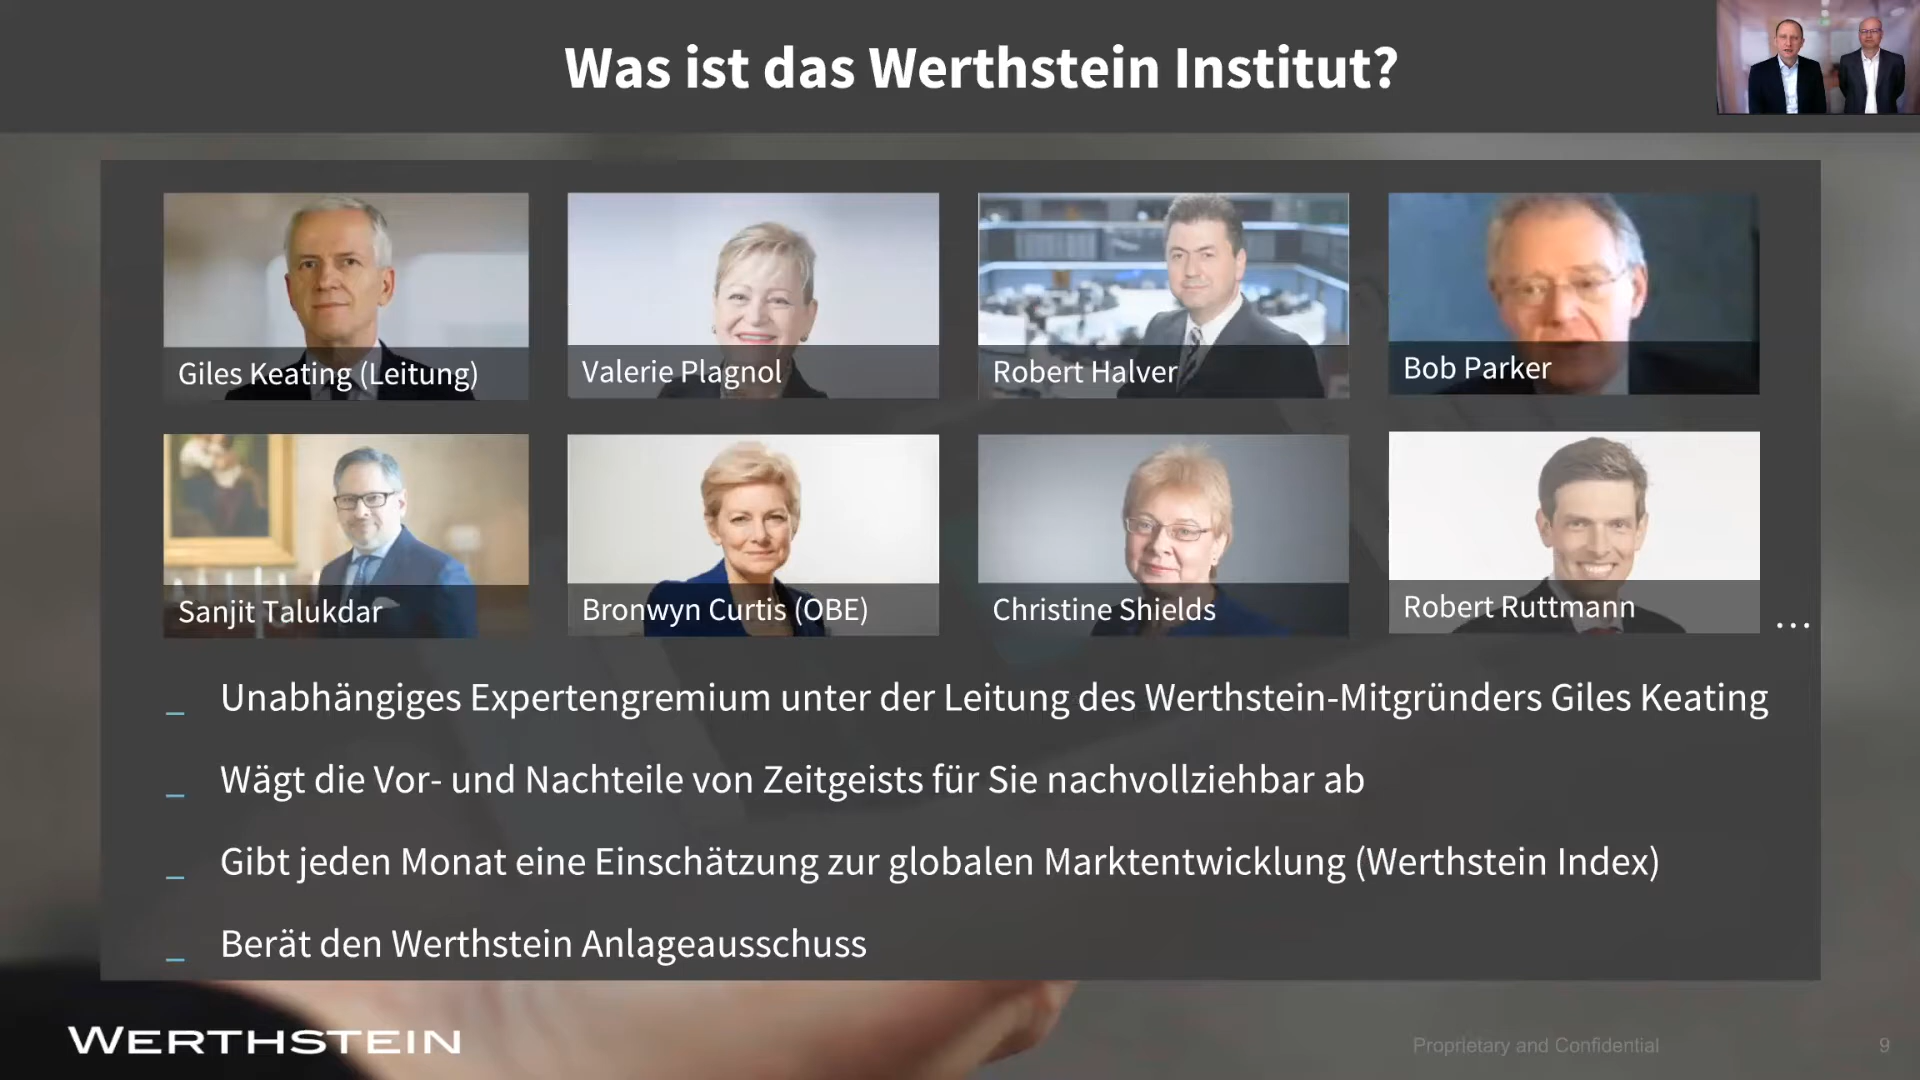 Was ist das Werthstein Institut?
Giles Keating (Leitung)
Valerie Plagnol
Robert Halver
Bob Parker
Sanjit Talukdar
Bronwyn Curtis (OBE)
Christine Shields
Robert Ruttmann
...
_ Unabhängiges Expertengremium unter der Leitung des Werthstein-Mitgründers Giles Keating
_ Wägt die Vor- und Nachteile von Zeitgeists für Sie nachvollziehbar ab
_ Gibt jeden Monat eine Einschätzung zur globalen Marktentwicklung (Werthstein Index)
_ Berät den Werthstein Anlageausschuss
WERTHSTEIN
Proprietary and Confidential
9